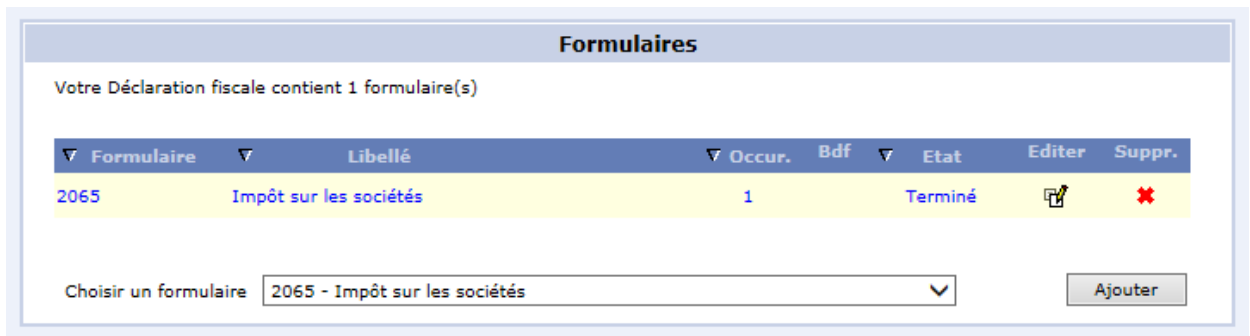 Formulaires
Votre Déclaration fiscale contient 1 formulaire(s)
Formulaire Libellé Occur. Bdf Etat Editer Suppr.
2065 Impôt sur les sociétés 1 Terminé
Choisir un formulaire 2065 - Impôt sur les sociétés Ajouter